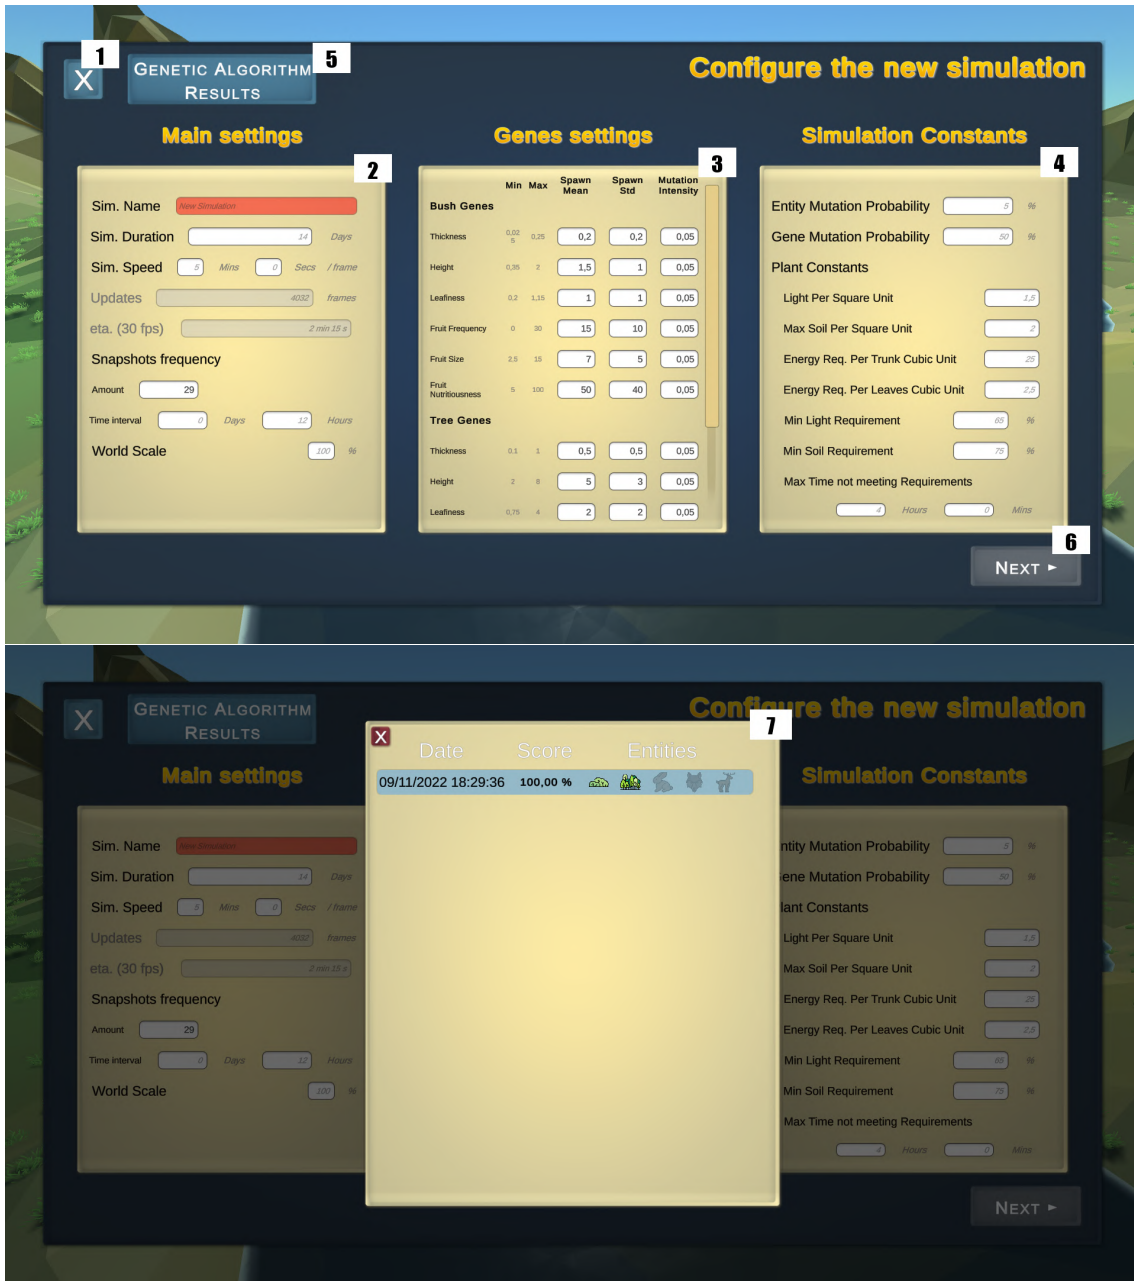 1
X
GENETIC ALGORITHM
RESULTS
5
Configure the new simulation
Main settings
2
Sim. Name New Simulation
Sim. Duration 14 Days
Sim. Speed 5 Mins 0 Secs / frame
Updates 4032 frames
eta. (30 fps) 2 min 15 s
Snapshots frequency
Amount 29
Time interval 0 Days 12 Hours
World Scale 100 %
Genes settings
3
Min Max Spawn Mean Spawn Std Mutation Intensity
Bush Genes
Thickness 0,025 0,25 0,2 0,2 0,05
Height 0,35 2 1,5 1 0,05
Leafiness 0,2 1,15 1 1 0,05
Fruit Frequency 0 30 15 10 0,05
Fruit Size 2,5 15 7 5 0,05
Fruit Nutritiousness 5 100 50 40 0,05
Tree Genes
Thickness 0,1 1 0,5 0,5 0,05
Height 2 8 5 3 0,05
Leafiness 0,75 4 2 2 0,05
Simulation Constants
4
Entity Mutation Probability 5 %
Gene Mutation Probability 50 %
Plant Constants
Light Per Square Unit 1,5
Max Soil Per Square Unit 2
Energy Req. Per Trunk Cubic Unit 25
Energy Req. Per Leaves Cubic Unit 2,5
Min Light Requirement 65 %
Min Soil Requirement 75 %
Max Time not meeting Requirements
4 Hours 0 Mins
6
NEXT ►
X
GENETIC ALGORITHM
RESULTS
Configure the new simulation
7
Main settings
Sim. Name New Simulation
Sim. Duration 14 Days
Sim. Speed 5 Mins 0 Secs / frame
Updates 4032 frames
eta. (30 fps) 2 min 15 s
Snapshots frequency
Amount 29
Time interval 0 Days 12 Hours
World Scale 100 %
X
Date Score Entities
09/11/2022 18:29:36 100,00 %
Simulation Constants
ntity Mutation Probability 5 %
ene Mutation Probability 50 %
lant Constants
Light Per Square Unit 1,5
Max Soil Per Square Unit 2
Energy Req. Per Trunk Cubic Unit 25
Energy Req. Per Leaves Cubic Unit 2,5
Min Light Requirement 65 %
Min Soil Requirement 75 %
Max Time not meeting Requirements
4 Hours 0 Mins
NEXT ►